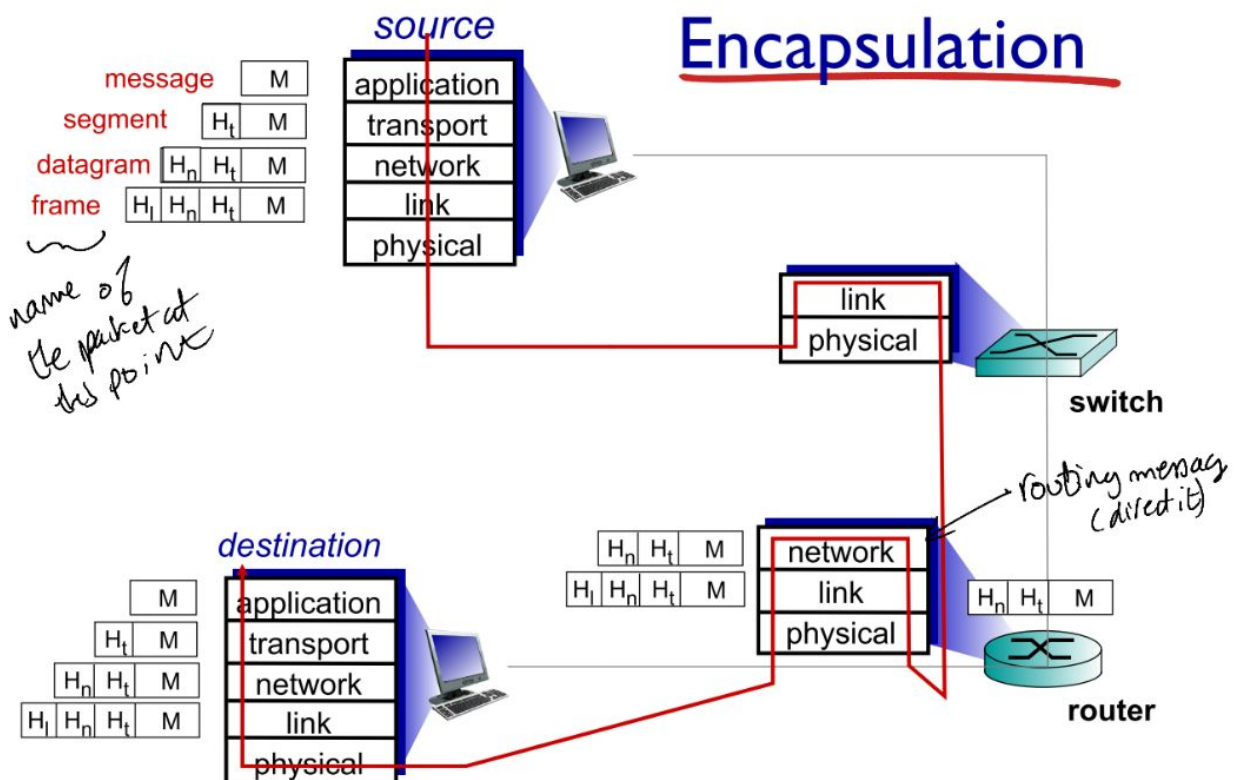 source
Encapsulation
message M
segment Ht M
datagram Hn Ht M
frame Hl Hn Ht M
application
transport
network
link
physical
name of
the packet at
this point
link
physical
switch
routing messag
(direct it)
destination
M
Ht M
Hn Ht M
Hl Hn Ht M
application
transport
network
link
physical
Hn Ht M
Hl Hn Ht M
network
link
physical
Hn Ht M
router